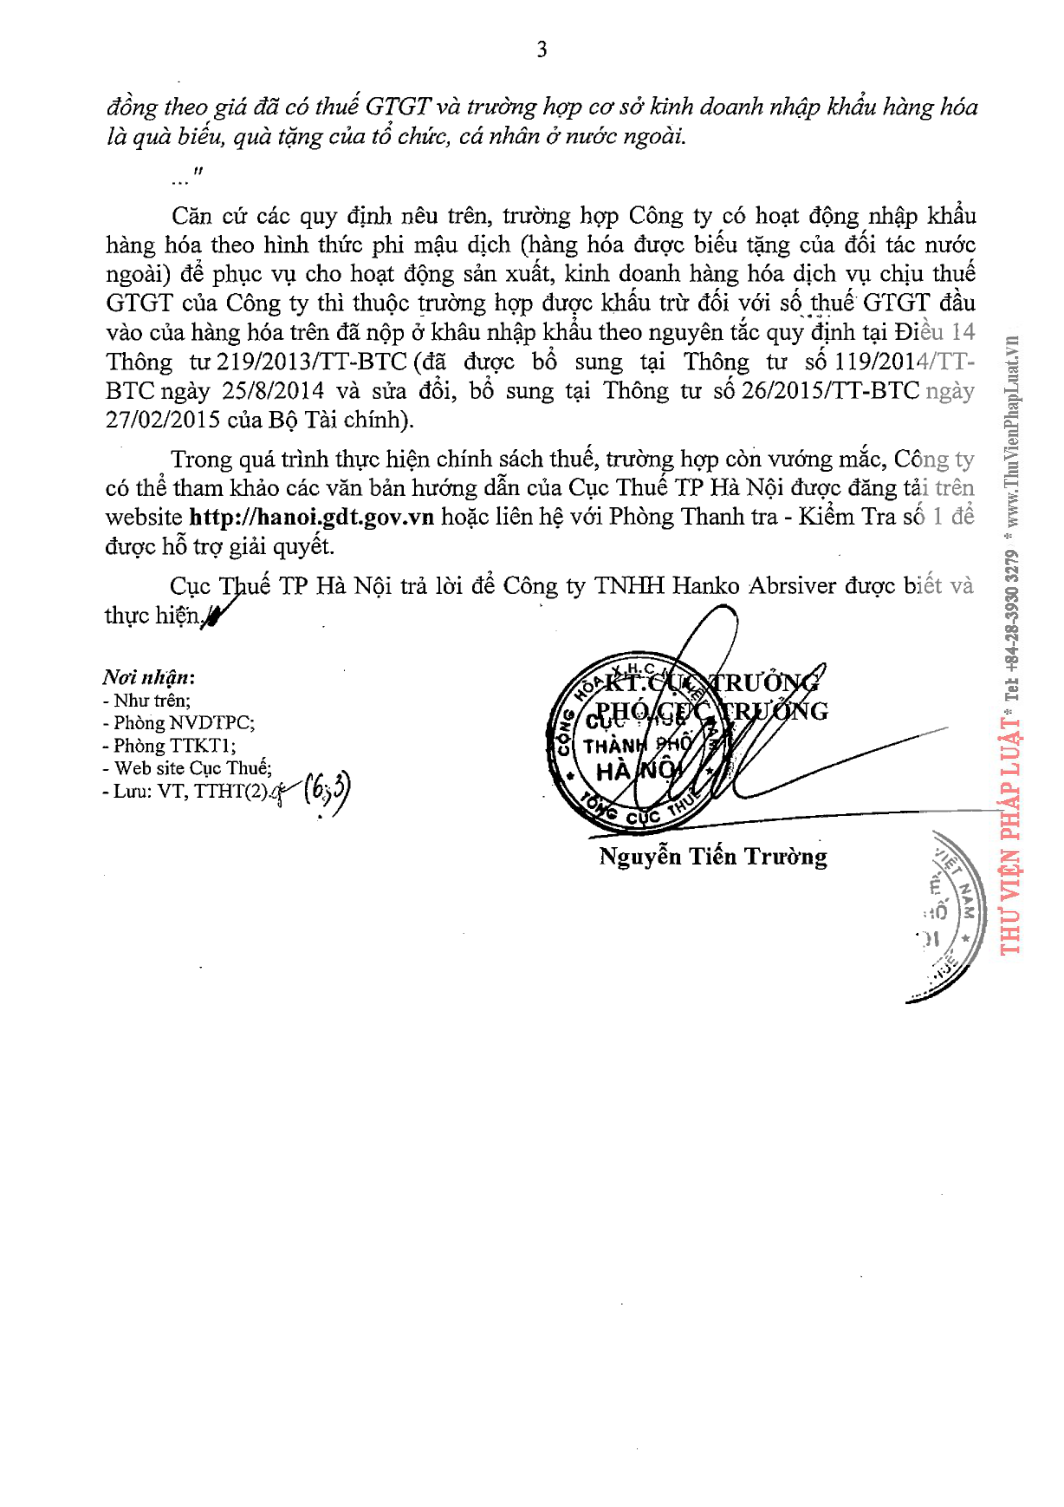 3
đồng theo giá đã có thuế GTGT và trường hợp cơ sở kinh doanh nhập khẩu hàng hóa
là quà biếu, quà tặng của tổ chức, cá nhân ở nước ngoài.
..."
Căn cứ các quy định nêu trên, trường hợp Công ty có hoạt động nhập khẩu
hàng hóa theo hình thức phi mậu dịch (hàng hóa được biếu tặng của đối tác nước
ngoài) để phục vụ cho hoạt động sản xuất, kinh doanh hàng hóa dịch vụ chịu thuế
GTGT của Công ty thì thuộc trường hợp được khấu trừ đối với số thuế GTGT đầu
vào của hàng hóa trên đã nộp ở khâu nhập khẩu theo nguyên tắc quy định tại Điều 14
Thông tư 219/2013/TT-BTC (đã được bổ sung tại Thông tư số 119/2014/TT-
BTC ngày 25/8/2014 và sửa đổi, bổ sung tại Thông tư số 26/2015/TT-BTC ngày
27/02/2015 của Bộ Tài chính).
Trong quá trình thực hiện chính sách thuế, trường hợp còn vướng mắc, Công ty
có thể tham khảo các văn bản hướng dẫn của Cục Thuế TP Hà Nội được đăng tải trên
website http://hanoi.gdt.gov.vn hoặc liên hệ với Phòng Thanh tra - Kiểm Tra số 1 để
được hỗ trợ giải quyết.
Cục Thuế TP Hà Nội trả lời để Công ty TNHH Hanko Abrsiver được biết và
thực hiện.
Nơi nhận:
- Như trên;
- Phòng NVDTPC;
- Phòng TTKT1;
- Web site Cục Thuế;
- Lưu: VT, TTHT(2). (6;3)
KT.CỤC TRƯỞNG
PHÓ CỤC TRƯỞNG
CỘNG HÒA X.H.C.N VIỆT NAM
CỤC THUẾ
THÀNH PHỐ
HÀ NỘI
TỔNG CỤC THUẾ
Nguyễn Tiến Trường
VIỆT NAM
THƯ VIỆN PHÁP LUẬT * Tel: +84-28-3930 3279 * www.ThuVienPhapLuat.vn